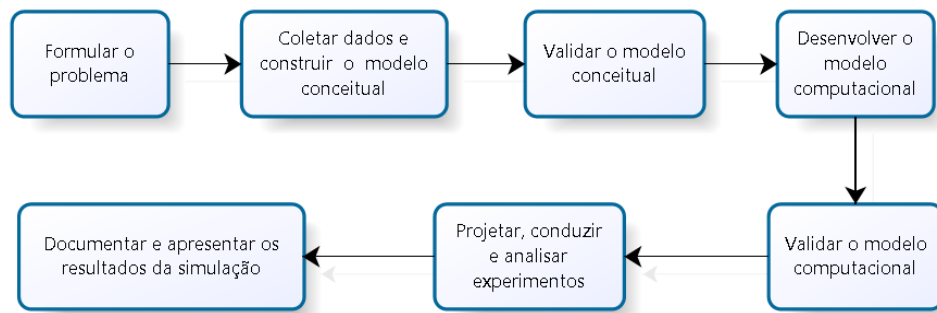 Formular o
problema
Coletar dados e
construir o modelo
conceitual
Validar o modelo
conceitual
Desenvolver o
modelo
computacional
Validar o modelo
computacional
Projetar, conduzir
e analisar
experimentos
Documentar e apresentar os
resultados da simulação